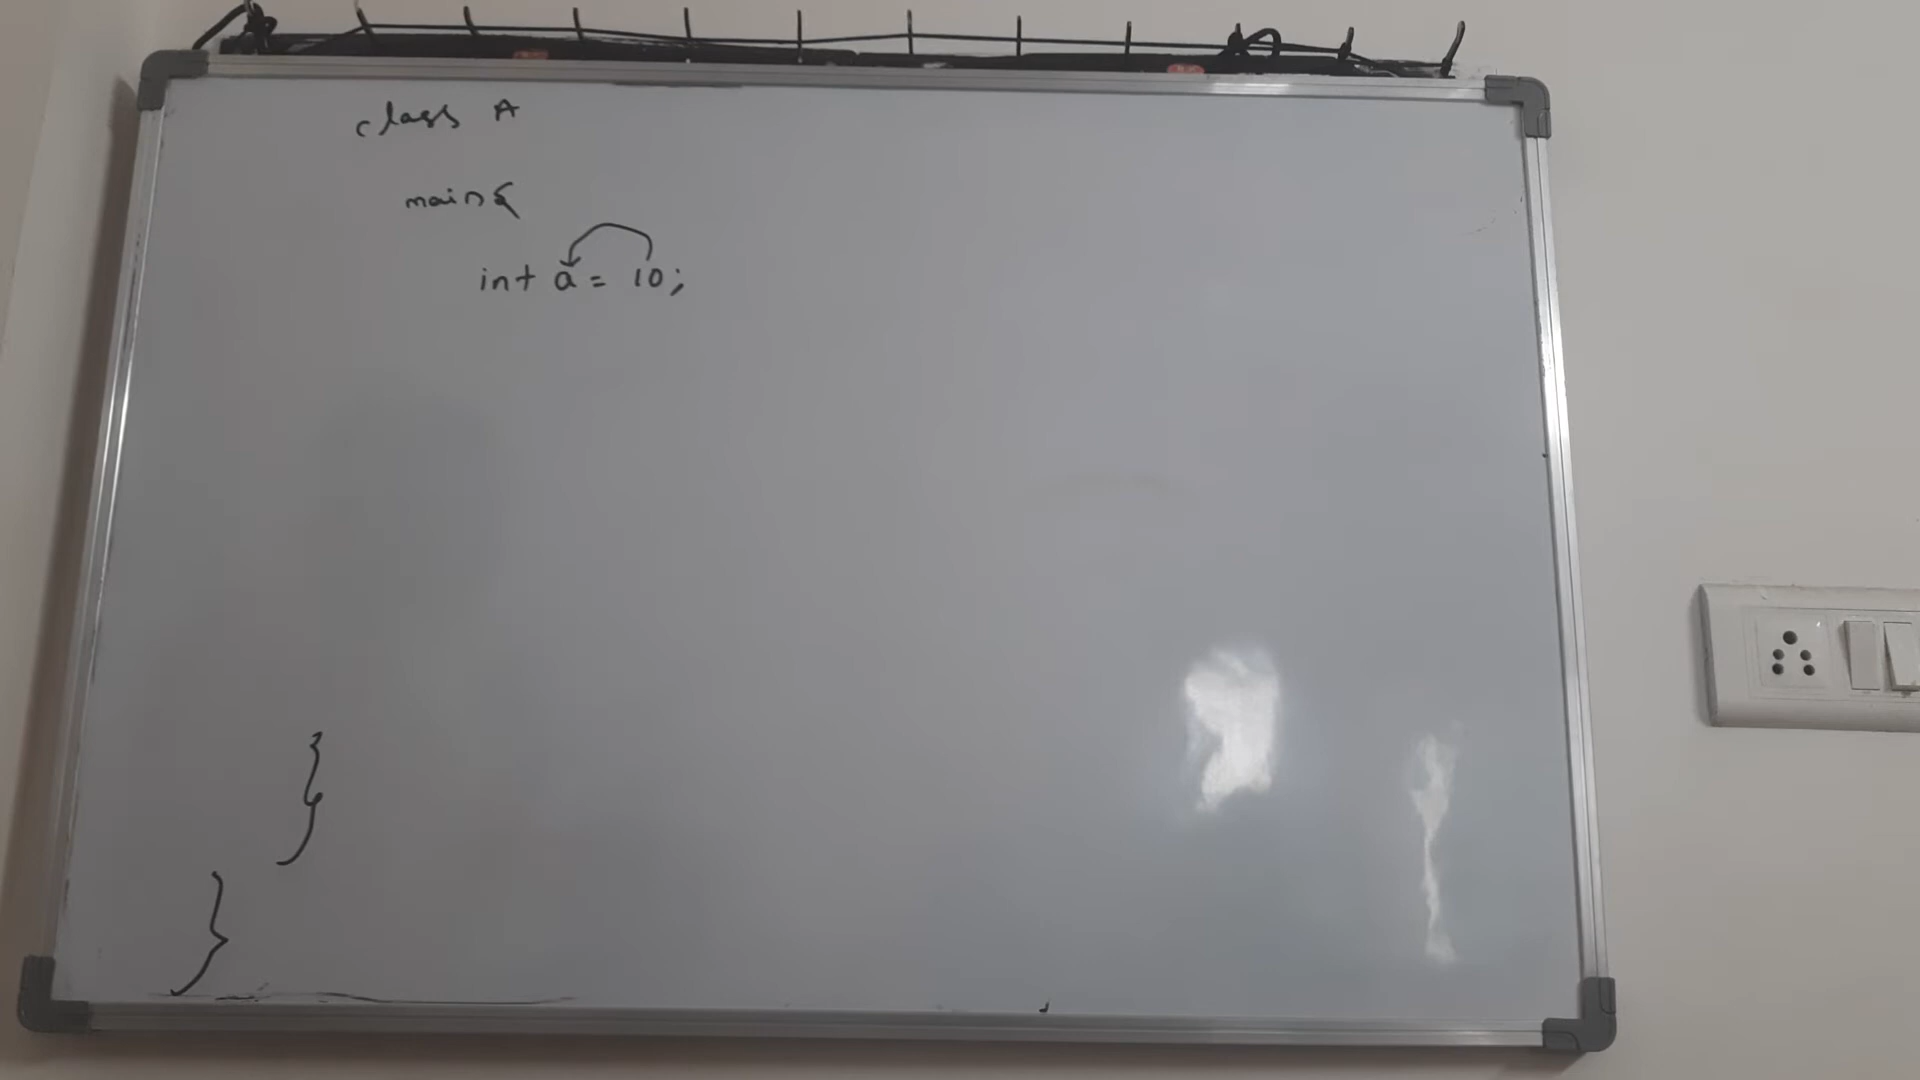 class A
main{
int a = 10;
}
}